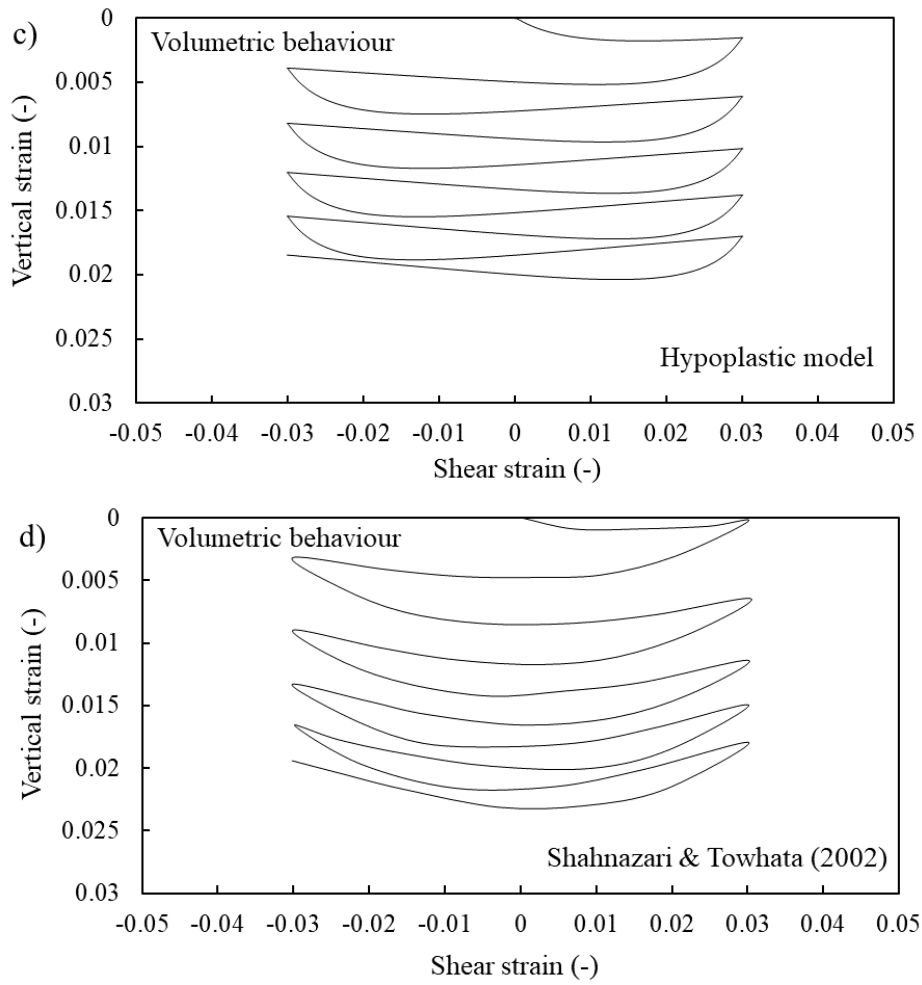 c)
Volumetric behaviour
Vertical strain (-)
0
0.005
0.01
0.015
0.02
0.025
0.03
Hypoplastic model
-0.05 -0.04 -0.03 -0.02 -0.01 0 0.01 0.02 0.03 0.04 0.05
Shear strain (-)
d)
Volumetric behaviour
Vertical strain (-)
0
0.005
0.01
0.015
0.02
0.025
0.03
Shahnazari & Towhata (2002)
-0.05 -0.04 -0.03 -0.02 -0.01 0 0.01 0.02 0.03 0.04 0.05
Shear strain (-)